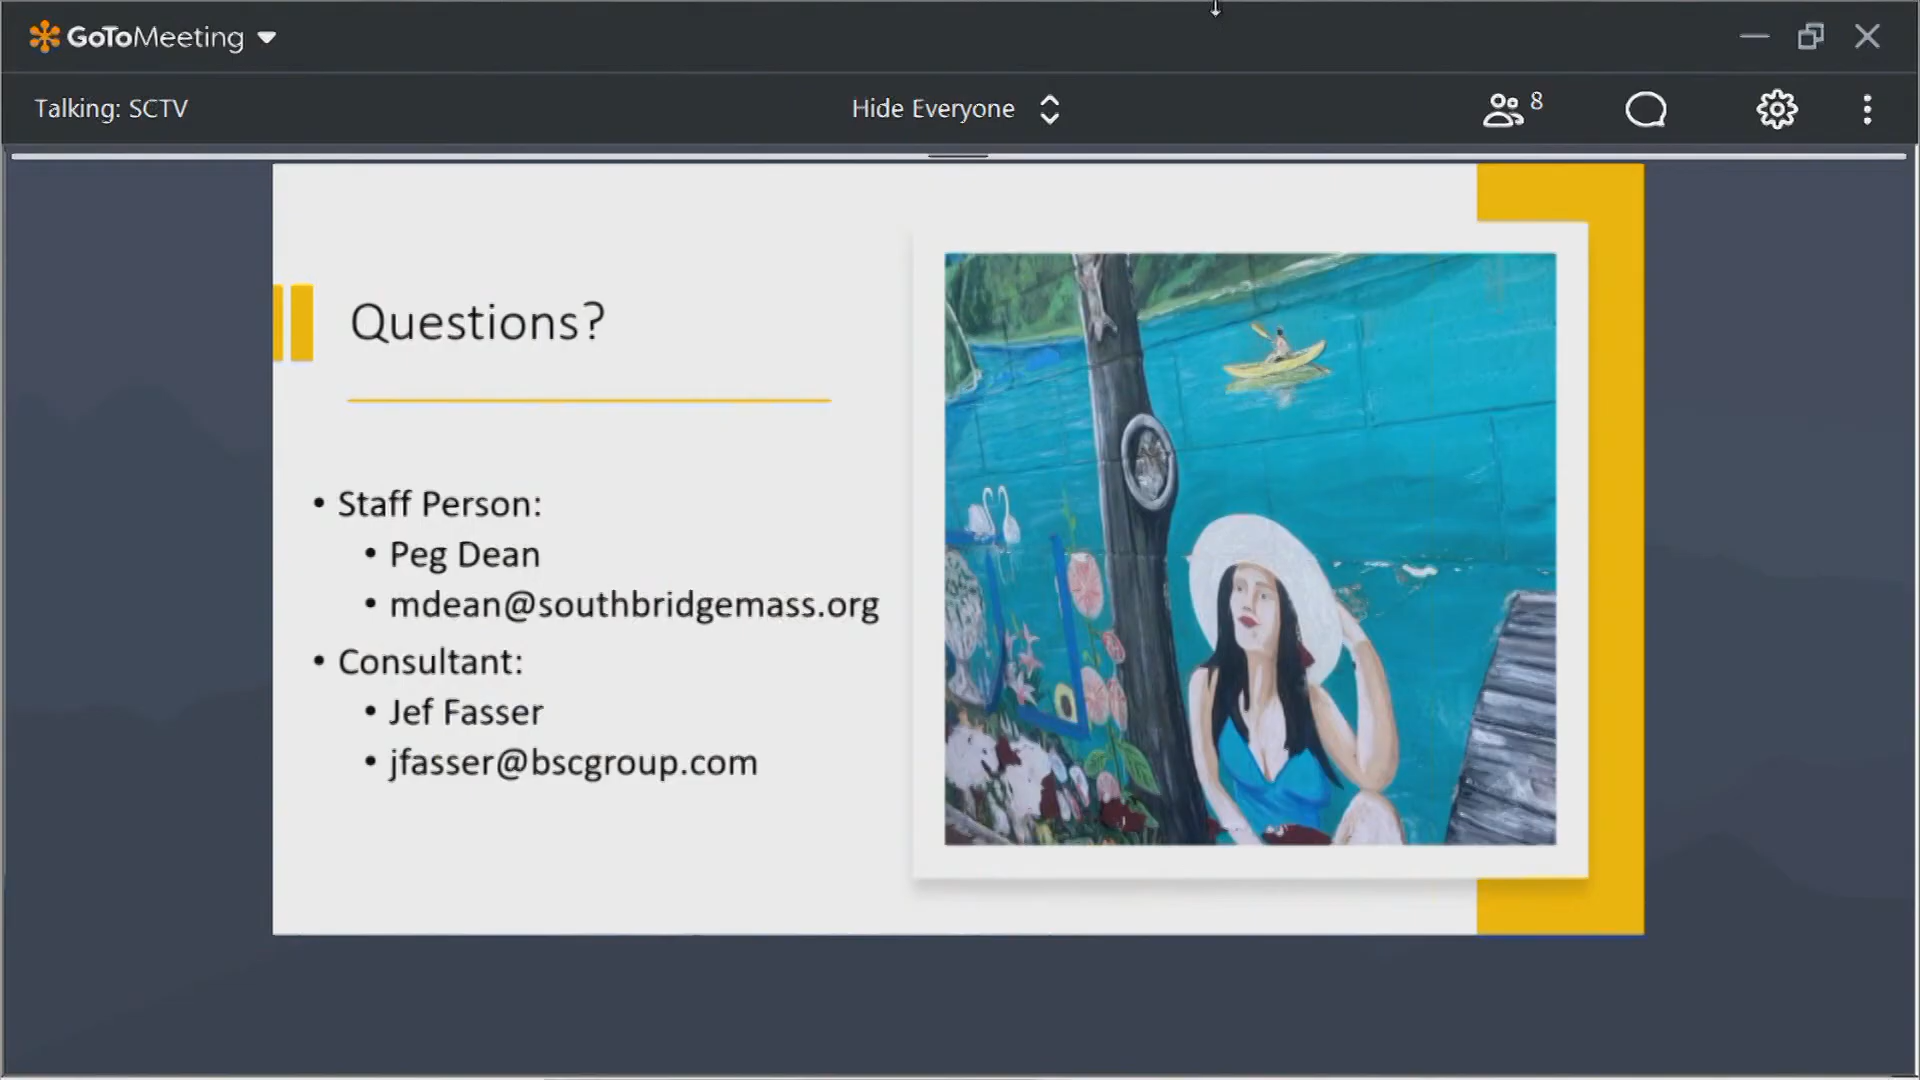 GoToMeeting
Talking: SCTV
Hide Everyone
8
Questions?
• Staff Person:
• Peg Dean
• mdean@southbridgemass.org
• Consultant:
• Jef Fasser
• jfasser@bscgroup.com